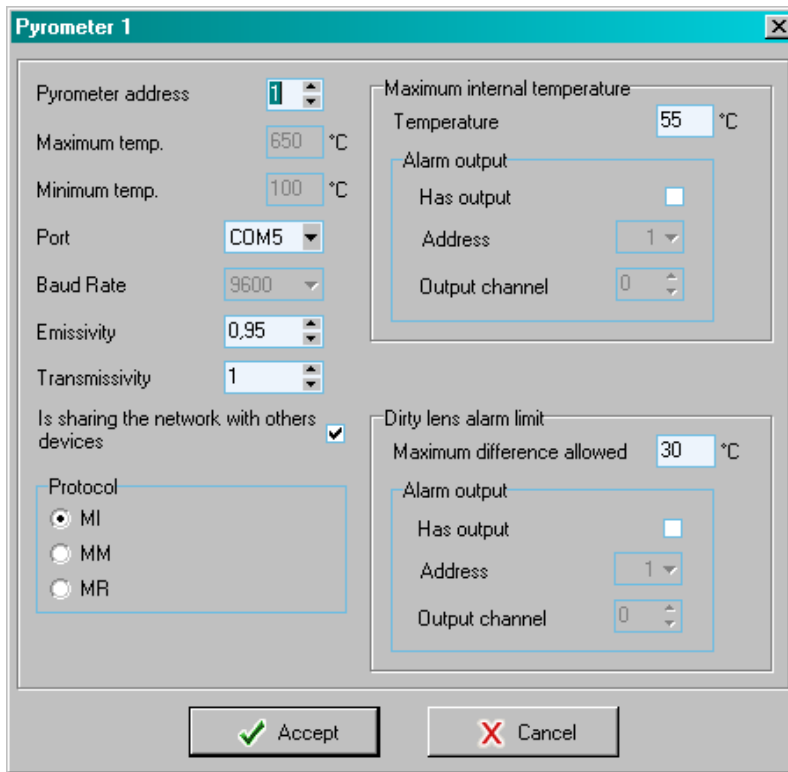 Pyrometer 1
Pyrometer address 1
Maximum temp. 650 °C
Minimum temp. 100 °C
Port COM5
Baud Rate 9600
Emissivity 0,95
Transmissivity 1
Is sharing the network with others
devices
Protocol
MI
MM
MR
Maximum internal temperature
Temperature 55 °C
Alarm output
Has output
Address 1
Output channel 0
Dirty lens alarm limit
Maximum difference allowed 30 °C
Alarm output
Has output
Address 1
Output channel 0
Accept
Cancel